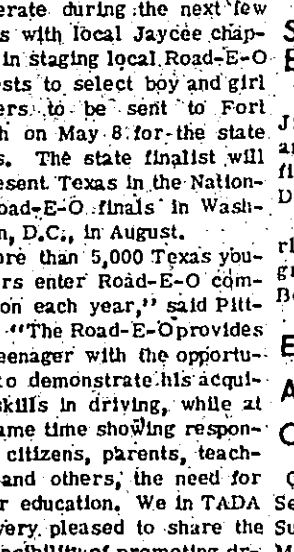 erate during the next few
s with local Jaycee chap-
in staging local Road-E-O
ests to select boy and girl
ers to be sent to Fort
h on May 8 for the state
s. The state finalist will
resent Texas in the Nation-
oad-E-O finals in Wash-
n, D.C., in August.
ore than 5,000 Texas you-
rs enter Road-E-O com-
on each year," said Pitt-
"The Road-E-O provides
eenager with the opportu-
to demonstrate his acqui-
skills in driving, while at
ame time showing respon-
citizens, parents, teach-
and others, the need for
r education. We in TADA
very pleased to share the